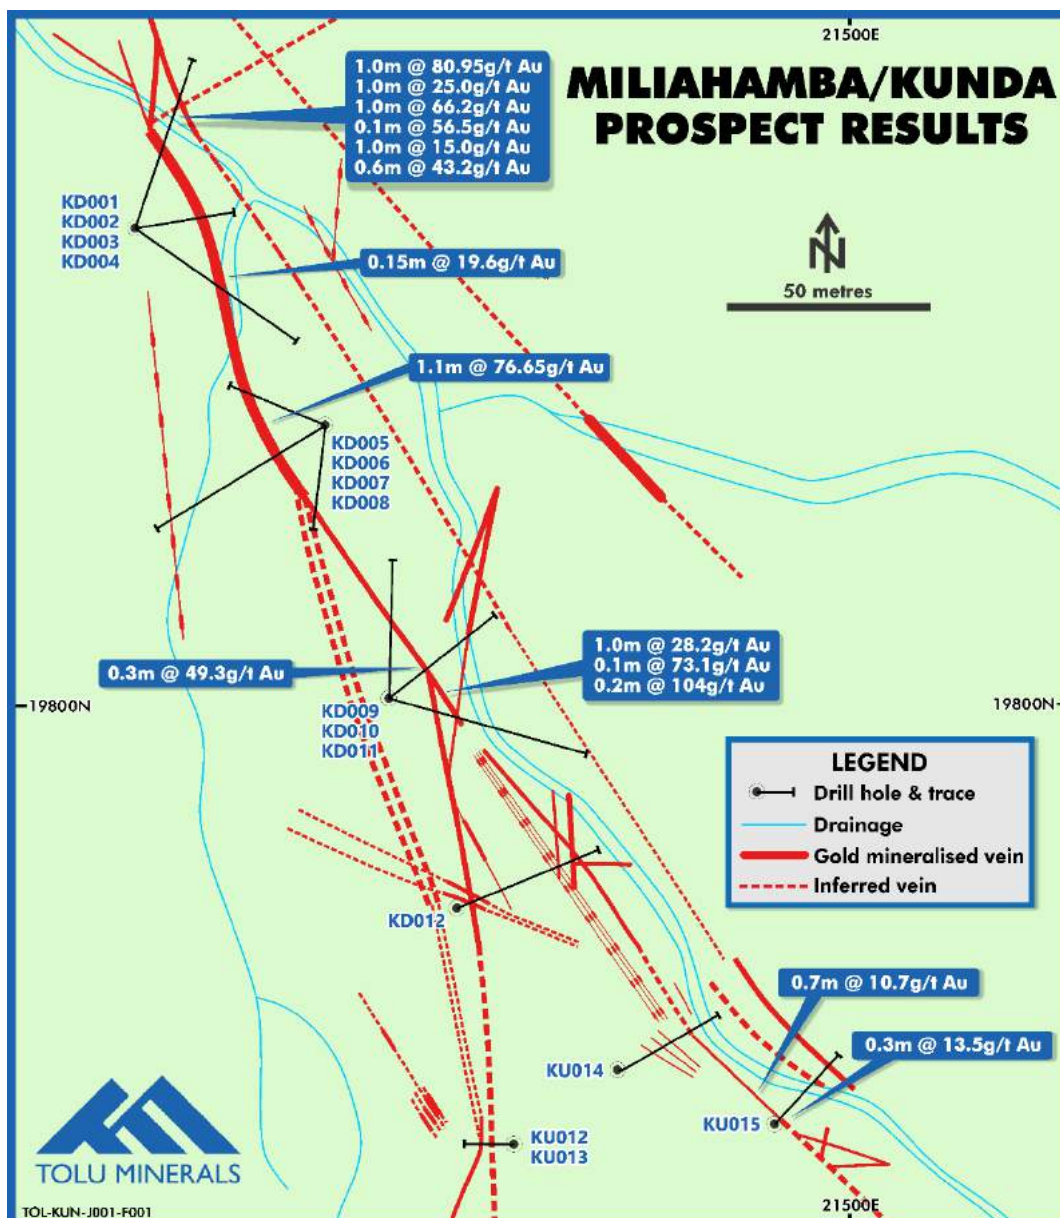 21500E
MILIAHAMBA/KUNDA
PROSPECT RESULTS
1.0m @ 80.95g/t Au
1.0m @ 25.0g/t Au
1.0m @ 66.2g/t Au
0.1m @ 56.5g/t Au
1.0m @ 15.0g/t Au
0.6m @ 43.2g/t Au
KD001
KD002
KD003
KD004
N
50 metres
0.15m @ 19.6g/t Au
1.1m @ 76.65g/t Au
KD005
KD006
KD007
KD008
0.3m @ 49.3g/t Au
1.0m @ 28.2g/t Au
0.1m @ 73.1g/t Au
0.2m @ 104g/t Au
19800N
19800N
KD009
KD010
KD011
LEGEND
Drill hole & trace
Drainage
Gold mineralised vein
Inferred vein
KD012
0.7m @ 10.7g/t Au
0.3m @ 13.5g/t Au
KU014
KU015
KU012
KU013
TOLU MINERALS
TOL-KUN-J001-F001
21500E